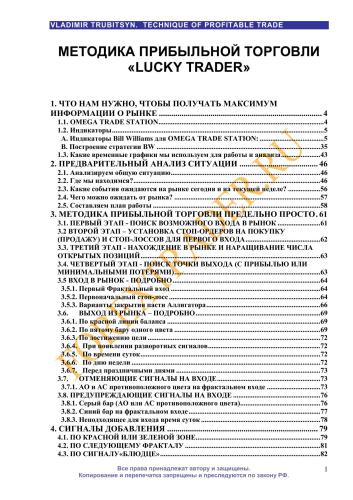 VLADIMIR TRUBITSYN. TECHNIQUE OF PROFITABLE TRADE
МЕТОДИКА ПРИБЫЛЬНОЙ ТОРГОВЛИ
«LUCKY TRADER»
1. ЧТО НАМ НУЖНО, ЧТОБЫ ПОЛУЧАТЬ МАКСИМУМ
ИНФОРМАЦИИ О РЫНКЕ ........ 4
1.1. OMEGA TRADE STATION........4
1.2. Индикаторы........5
А. Индикаторы Bill Williams для OMEGA TRADE STATION:........5
В. Построение стратегии BW ........35
1.3. Какие временные графики мы используем для работы и анализа........43
2. ПРЕДВАРИТЕЛЬНЫЙ АНАЛИЗ СИТУАЦИИ ........ 46
2.1. Анализируем общую ситуацию........46
2.2. Где мы находимся?........46
2.3. Какие события ожидаются на рынке сегодня и на текущей неделе? ........56
2.4. Чего можно ожидать от рынка? ........57
2.5. Составляем план работы ........58
3. МЕТОДИКА ПРИБЫЛЬНОЙ ТОРГОВЛИ ПРЕДЕЛЬНО ПРОСТО. 61
3.1. ПЕРВЫЙ ЭТАП - ПОИСК ВОЗМОЖНОГО ВХОДА В РЫНОК ........61
3.2 ВТОРОЙ ЭТАП – УСТАНОВКА СТОП-ОРДЕРОВ НА ПОКУПКУ
(ПРОДАЖУ) И СТОП-ЛОССОВ ДЛЯ ПЕРВОГО ВХОДА........62
3.3. ТРЕТИЙ ЭТАП - НАХОЖДЕНИЕ В РЫНКЕ И НАРАЩИВАНИЕ ЧИСЛА
ОТКРЫТЫХ ПОЗИЦИЙ........63
3.4. ЧЕТВЕРТЫЙ ЭТАП - ПОИСК ТОЧКИ ВЫХОДА (С ПРИБЫЛЬЮ ИЛИ
МИНИМАЛЬНЫМИ ПОТЕРЯМИ)........63
3.5 ВХОД В РЫНОК - ПОДРОБНО........64
3.5.1. Первый Фрактальный вход ........64
3.5.2. Первоначальный стоп-лосс ........64
3.5.3. Варианты закрытия пасти Аллигатора ........66
3.6. ВЫХОД ИЗ РЫНКА – ПОДРОБНО........69
3.6.1. По красной линии баланса ........69
3.6.2. По пятому бару одного цвета ........69
3.6.3. По достижению цели ........72
3.6.4. При появлении разворотных сигналов........72
3.6.5. По времени суток........72
3.6.6. По дню недели ........72
3.6.7. Перед праздничными днями ........73
3.7. ОТМЕНЯЮЩИЕ СИГНАЛЫ НА ВХОДЕ ........73
3.7.1. АО и АС противоположного цвета на фрактальном входе ........73
3.8. ПРЕДУПРЕЖДАЮЩИЕ СИГНАЛЫ НА ВХОДЕ ........76
3.8.1. Серый бар (АО или АС противоположного цвета)........76
3.8.2. Синий бар на фрактальном входе ........77
3.8.3. Неподходящее для входа время суток ........78
4. СИГНАЛЫ ДОБАВЛЕНИЯ ........ 79
4.1. ПО КРАСНОЙ ИЛИ ЗЕЛЕНОЙ ЗОНЕ........79
4.2. ПО СЛЕДУЮЩЕМУ ФРАКТАЛУ........81
4.3. ПО СИГНАЛУ«БЛЮДЦЕ»........82
Все права принадлежат автору и защищены.
Копирование и перепечатка запрещены и преследуются по закону РФ.
1